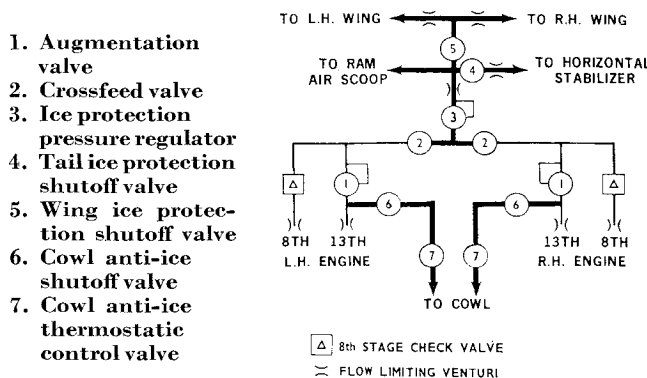 1. Augmentation
valve
2. Crossfeed valve
3. Ice protection
pressure regulator
4. Tail ice protection
shutoff valve
5. Wing ice protec-
tion shutoff valve
6. Cowl anti-ice
shutoff valve
7. Cowl anti-ice
thermostatic
control valve
TO L.H. WING
TO R.H. WING
5
TO RAM
AIR SCOOP
4
TO HORIZONTAL
STABILIZER
3
2 2
1 1
6 6
8TH 13TH
L.H. ENGINE
13TH 8TH
R.H. ENGINE
7 7
TO COWL
8th STAGE CHECK VALVE
FLOW LIMITING VENTURI